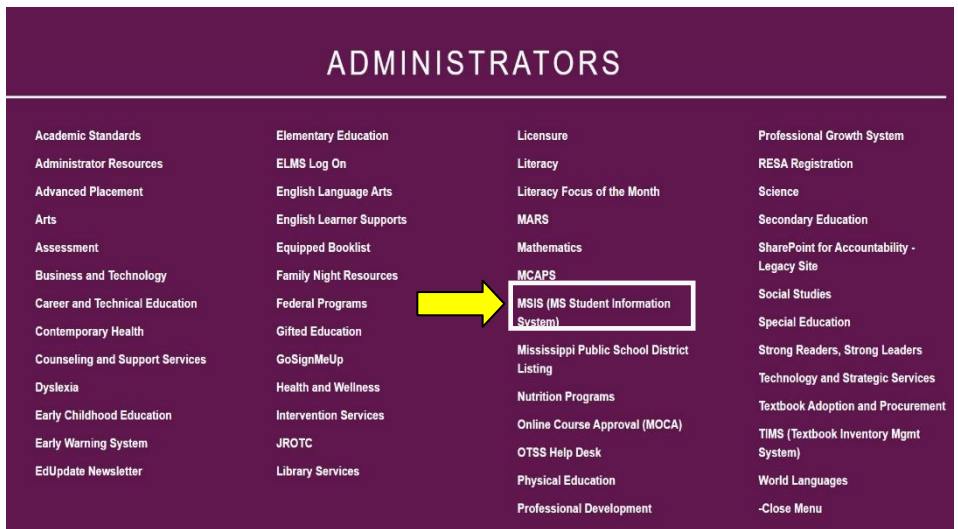 ADMINISTRATORS
Academic Standards
Administrator Resources
Advanced Placement
Arts
Assessment
Business and Technology
Career and Technical Education
Contemporary Health
Counseling and Support Services
Dyslexia
Early Childhood Education
Early Warning System
EdUpdate Newsletter
Elementary Education
ELMS Log On
English Language Arts
English Learner Supports
Equipped Booklist
Family Night Resources
Federal Programs
Gifted Education
GoSignMeUp
Health and Wellness
Intervention Services
JROTC
Library Services
Licensure
Literacy
Literacy Focus of the Month
MARS
Mathematics
MCAPS
MSIS (MS Student Information
System)
Mississippi Public School District
Listing
Nutrition Programs
Online Course Approval (MOCA)
OTSS Help Desk
Physical Education
Professional Development
Professional Growth System
RESA Registration
Science
Secondary Education
SharePoint for Accountability -
Legacy Site
Social Studies
Special Education
Strong Readers, Strong Leaders
Technology and Strategic Services
Textbook Adoption and Procurement
TIMS (Textbook Inventory Mgmt
System)
World Languages
-Close Menu